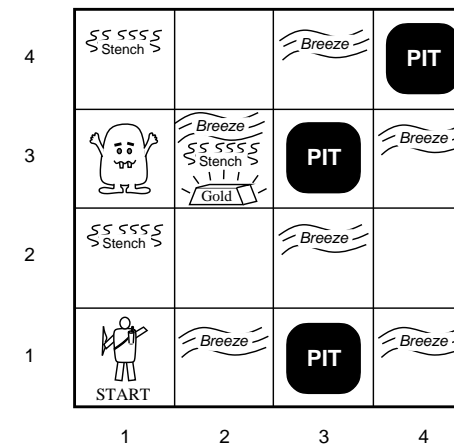 4
Stench
Breeze
PIT
3
Breeze
Stench
Gold
PIT
Breeze
2
Stench
Breeze
1
START
Breeze
PIT
Breeze
1 2 3 4